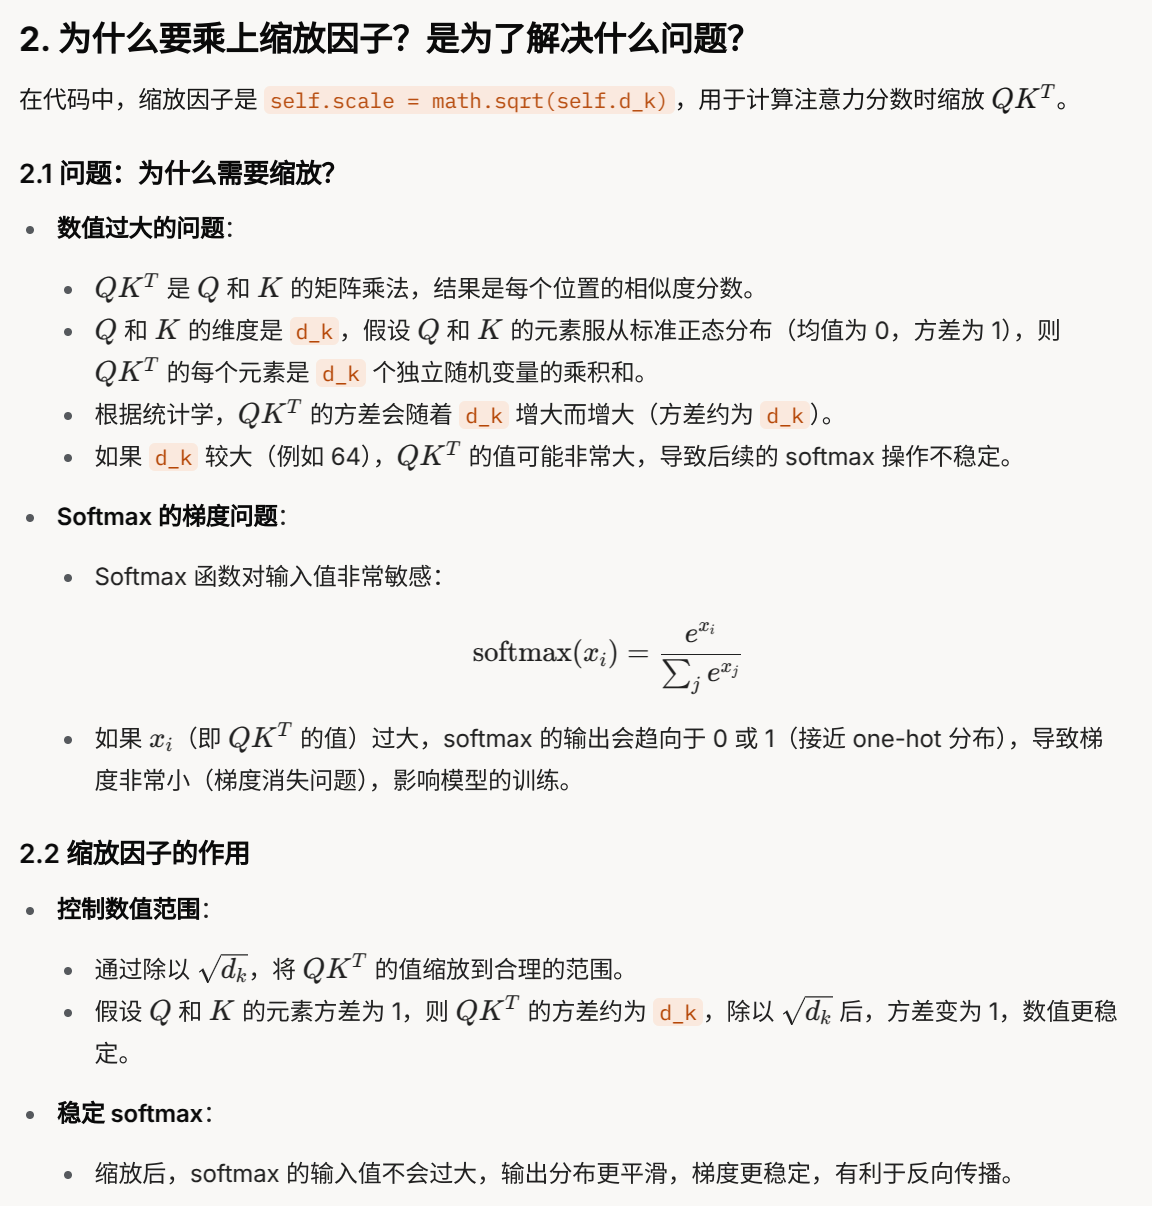 2. 为什么要乘上缩放因子？是为了解决什么问题？
在代码中，缩放因子是 self.scale = math.sqrt(self.d_k)，用于计算注意力分数时缩放 QK^T。
2.1 问题：为什么需要缩放？
• 数值过大的问题：
• QK^T 是 Q 和 K 的矩阵乘法，结果是每个位置的相似度分数。
• Q 和 K 的维度是 d_k，假设 Q 和 K 的元素服从标准正态分布（均值为 0，方差为 1），则
QK^T 的每个元素是 d_k 个独立随机变量的乘积和。
• 根据统计学，QK^T 的方差会随着 d_k 增大而增大（方差约为 d_k）。
• 如果 d_k 较大（例如 64），QK^T 的值可能非常大，导致后续的 softmax 操作不稳定。
• Softmax 的梯度问题：
• Softmax 函数对输入值非常敏感：
softmax(x_i) = e^{x_i} / ∑_j e^{x_j}
• 如果 x_i（即 QK^T 的值）过大，softmax 的输出会趋向于 0 或 1（接近 one-hot 分布），导致梯
度非常小（梯度消失问题），影响模型的训练。
2.2 缩放因子的作用
• 控制数值范围：
• 通过除以 √d_k，将 QK^T 的值缩放到合理的范围。
• 假设 Q 和 K 的元素方差为 1，则 QK^T 的方差约为 d_k，除以 √d_k 后，方差变为 1，数值更稳
定。
• 稳定 softmax：
• 缩放后，softmax 的输入值不会过大，输出分布更平滑，梯度更稳定，有利于反向传播。